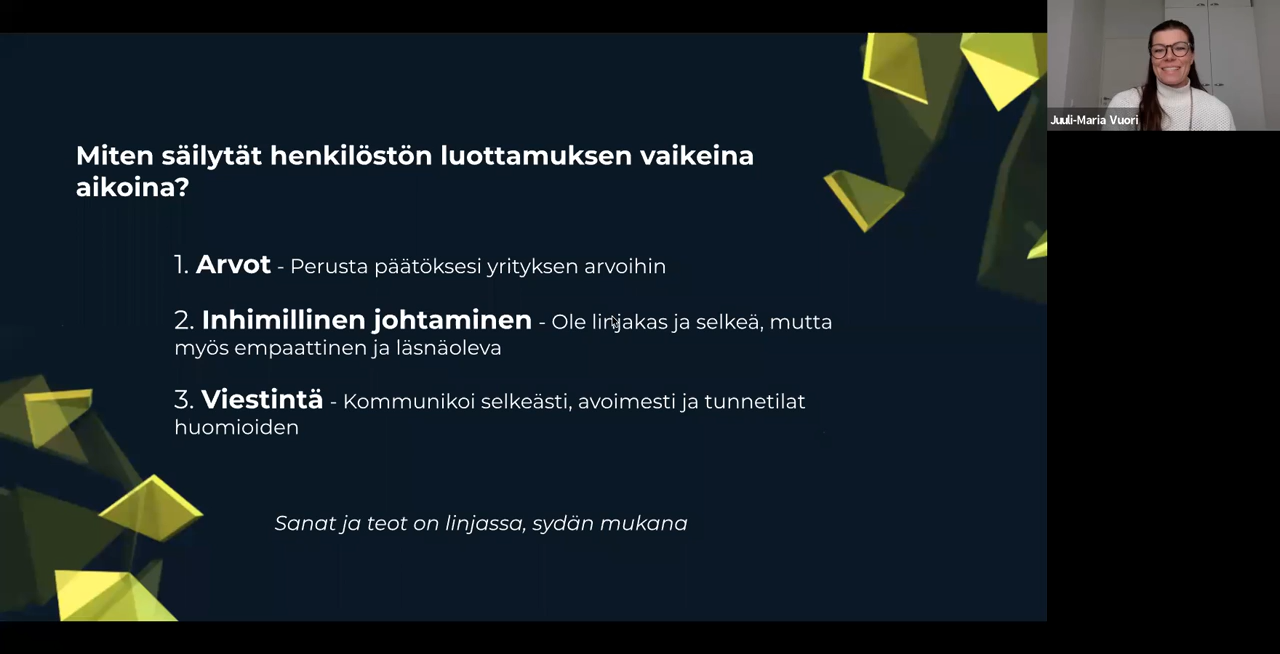 Miten säilytät henkilöstön luottamuksen vaikeina
aikoina?
1. Arvot - Perusta päätöksesi yrityksen arvoihin
2. Inhimillinen johtaminen - Ole linjakas ja selkeä, mutta
myös empaattinen ja läsnäoleva
3. Viestintä - Kommunikoi selkeästi, avoimesti ja tunnetilat
huomioiden
Sanat ja teot on linjassa, sydän mukana
Juuli-Maria Vuori